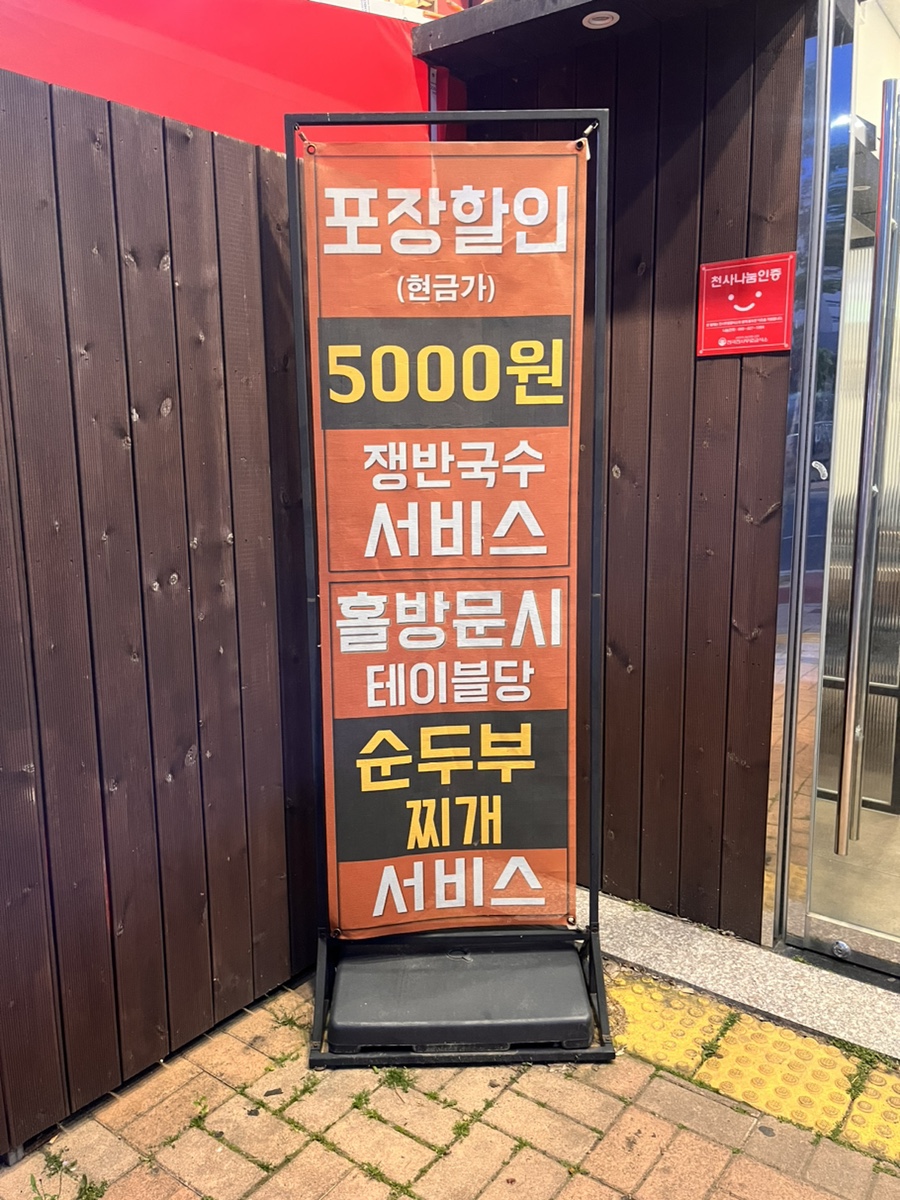 포장할인
(현금가)
5000원
쟁반국수
서비스
홀방문시
테이블당
순두부
찌개
서비스
천사나눔인증